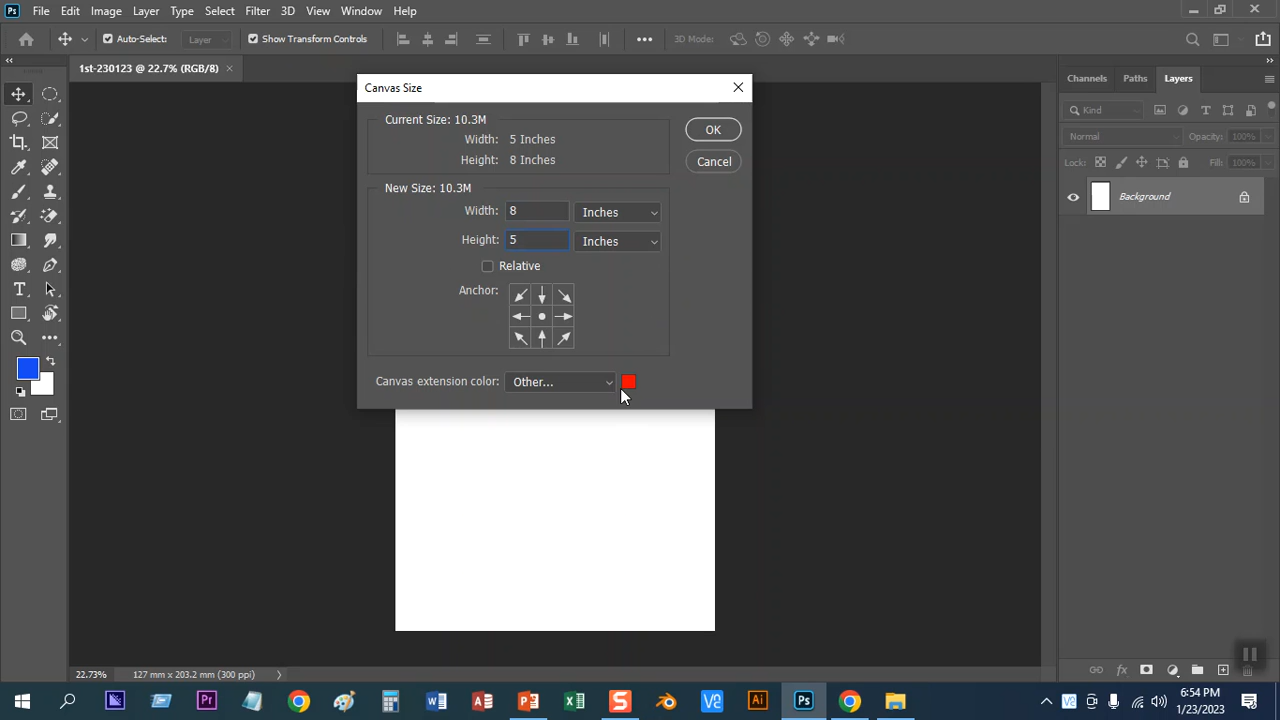 Ps File Edit Image Layer Type Select Filter 3D View Window Help
Auto-Select: Layer Show Transform Controls 3D Mode:
1st-230123 @ 22.7% (RGB/8)
Canvas Size
Current Size: 10.3M
Width: 5 Inches
Height: 8 Inches
OK
Cancel
New Size: 10.3M
Width: 8 Inches
Height: 5 Inches
Relative
Anchor:
Canvas extension color: Other...
Channels Paths Layers
Kind
Normal Opacity: 100%
Lock: Fill: 100%
Background
22.73% 127 mm x 203.2 mm (300 ppi)
Pr Ai Ps
6:54 PM
1/23/2023